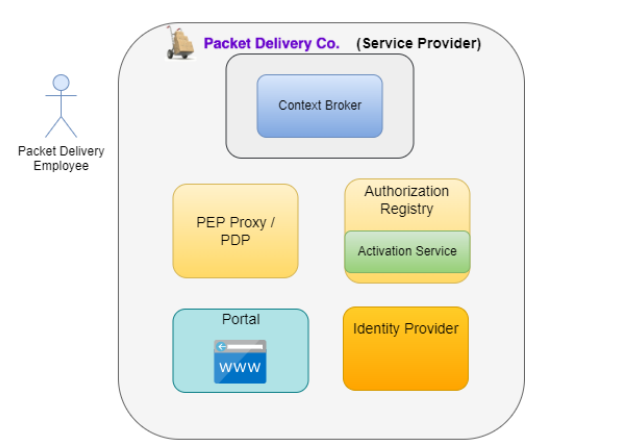 Packet Delivery Co. (Service Provider)
Context Broker
Packet Delivery
Employee
PEP Proxy /
PDP
Authorization
Registry
Activation Service
Portal
www
Identity Provider